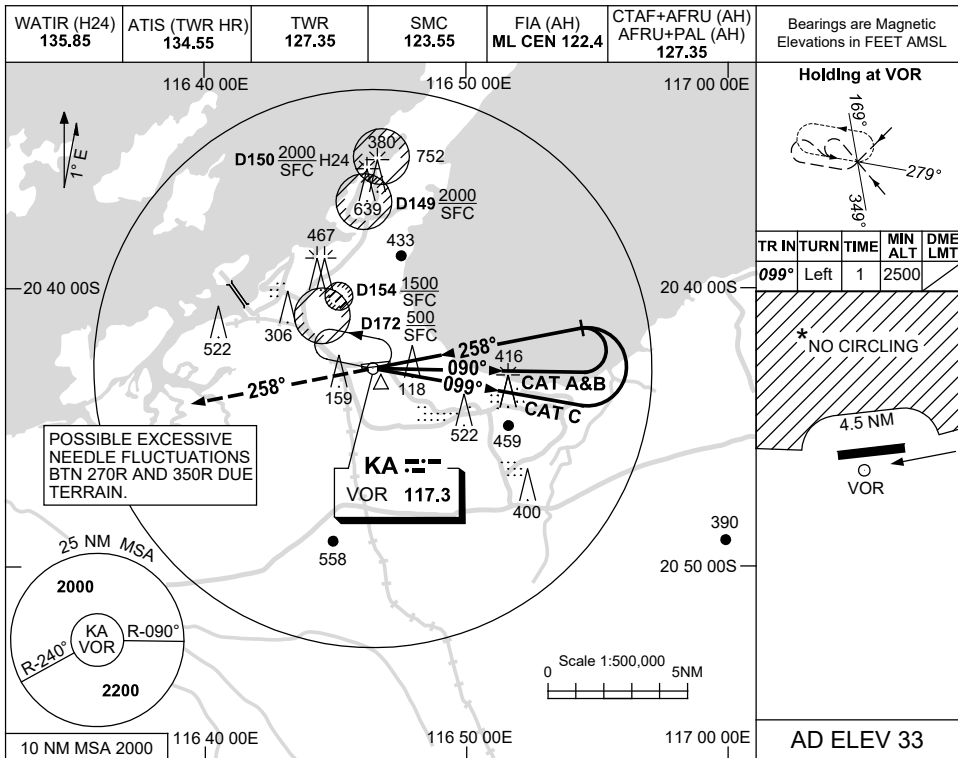 WATIR (H24)
135.85
ATIS (TWR HR)
134.55
TWR
127.35
SMC
123.55
FIA (AH)
ML CEN 122.4
CTAF+AFRU (AH)
AFRU+PAL (AH)
127.35
Bearings are Magnetic
Elevations in FEET AMSL
116 40 00E
116 50 00E
117 00 00E
1° E
D150 2000 H24
SFC
380
752
639
D149 2000
SFC
467
433
20 40 00S
20 40 00S
D154 1500
SFC
306
D172 500
SFC
522
258°
416
090°
CAT A&B
099°
CAT C
258°
159
118
522
459
POSSIBLE EXCESSIVE
NEEDLE FLUCTUATIONS
BTN 270R AND 350R DUE
TERRAIN.
KA
VOR 117.3
400
390
558
20 50 00S
25 NM MSA
2000
KA
VOR
R-090°
R-240°
2200
Scale 1:500,000
0
5NM
10 NM MSA 2000
116 40 00E
116 50 00E
117 00 00E
Holding at VOR
169°
279°
349°
TR IN
TURN
TIME
MIN
ALT
DME
LMT
099°
Left
1
2500
*NO CIRCLING
4.5 NM
VOR
AD ELEV 33